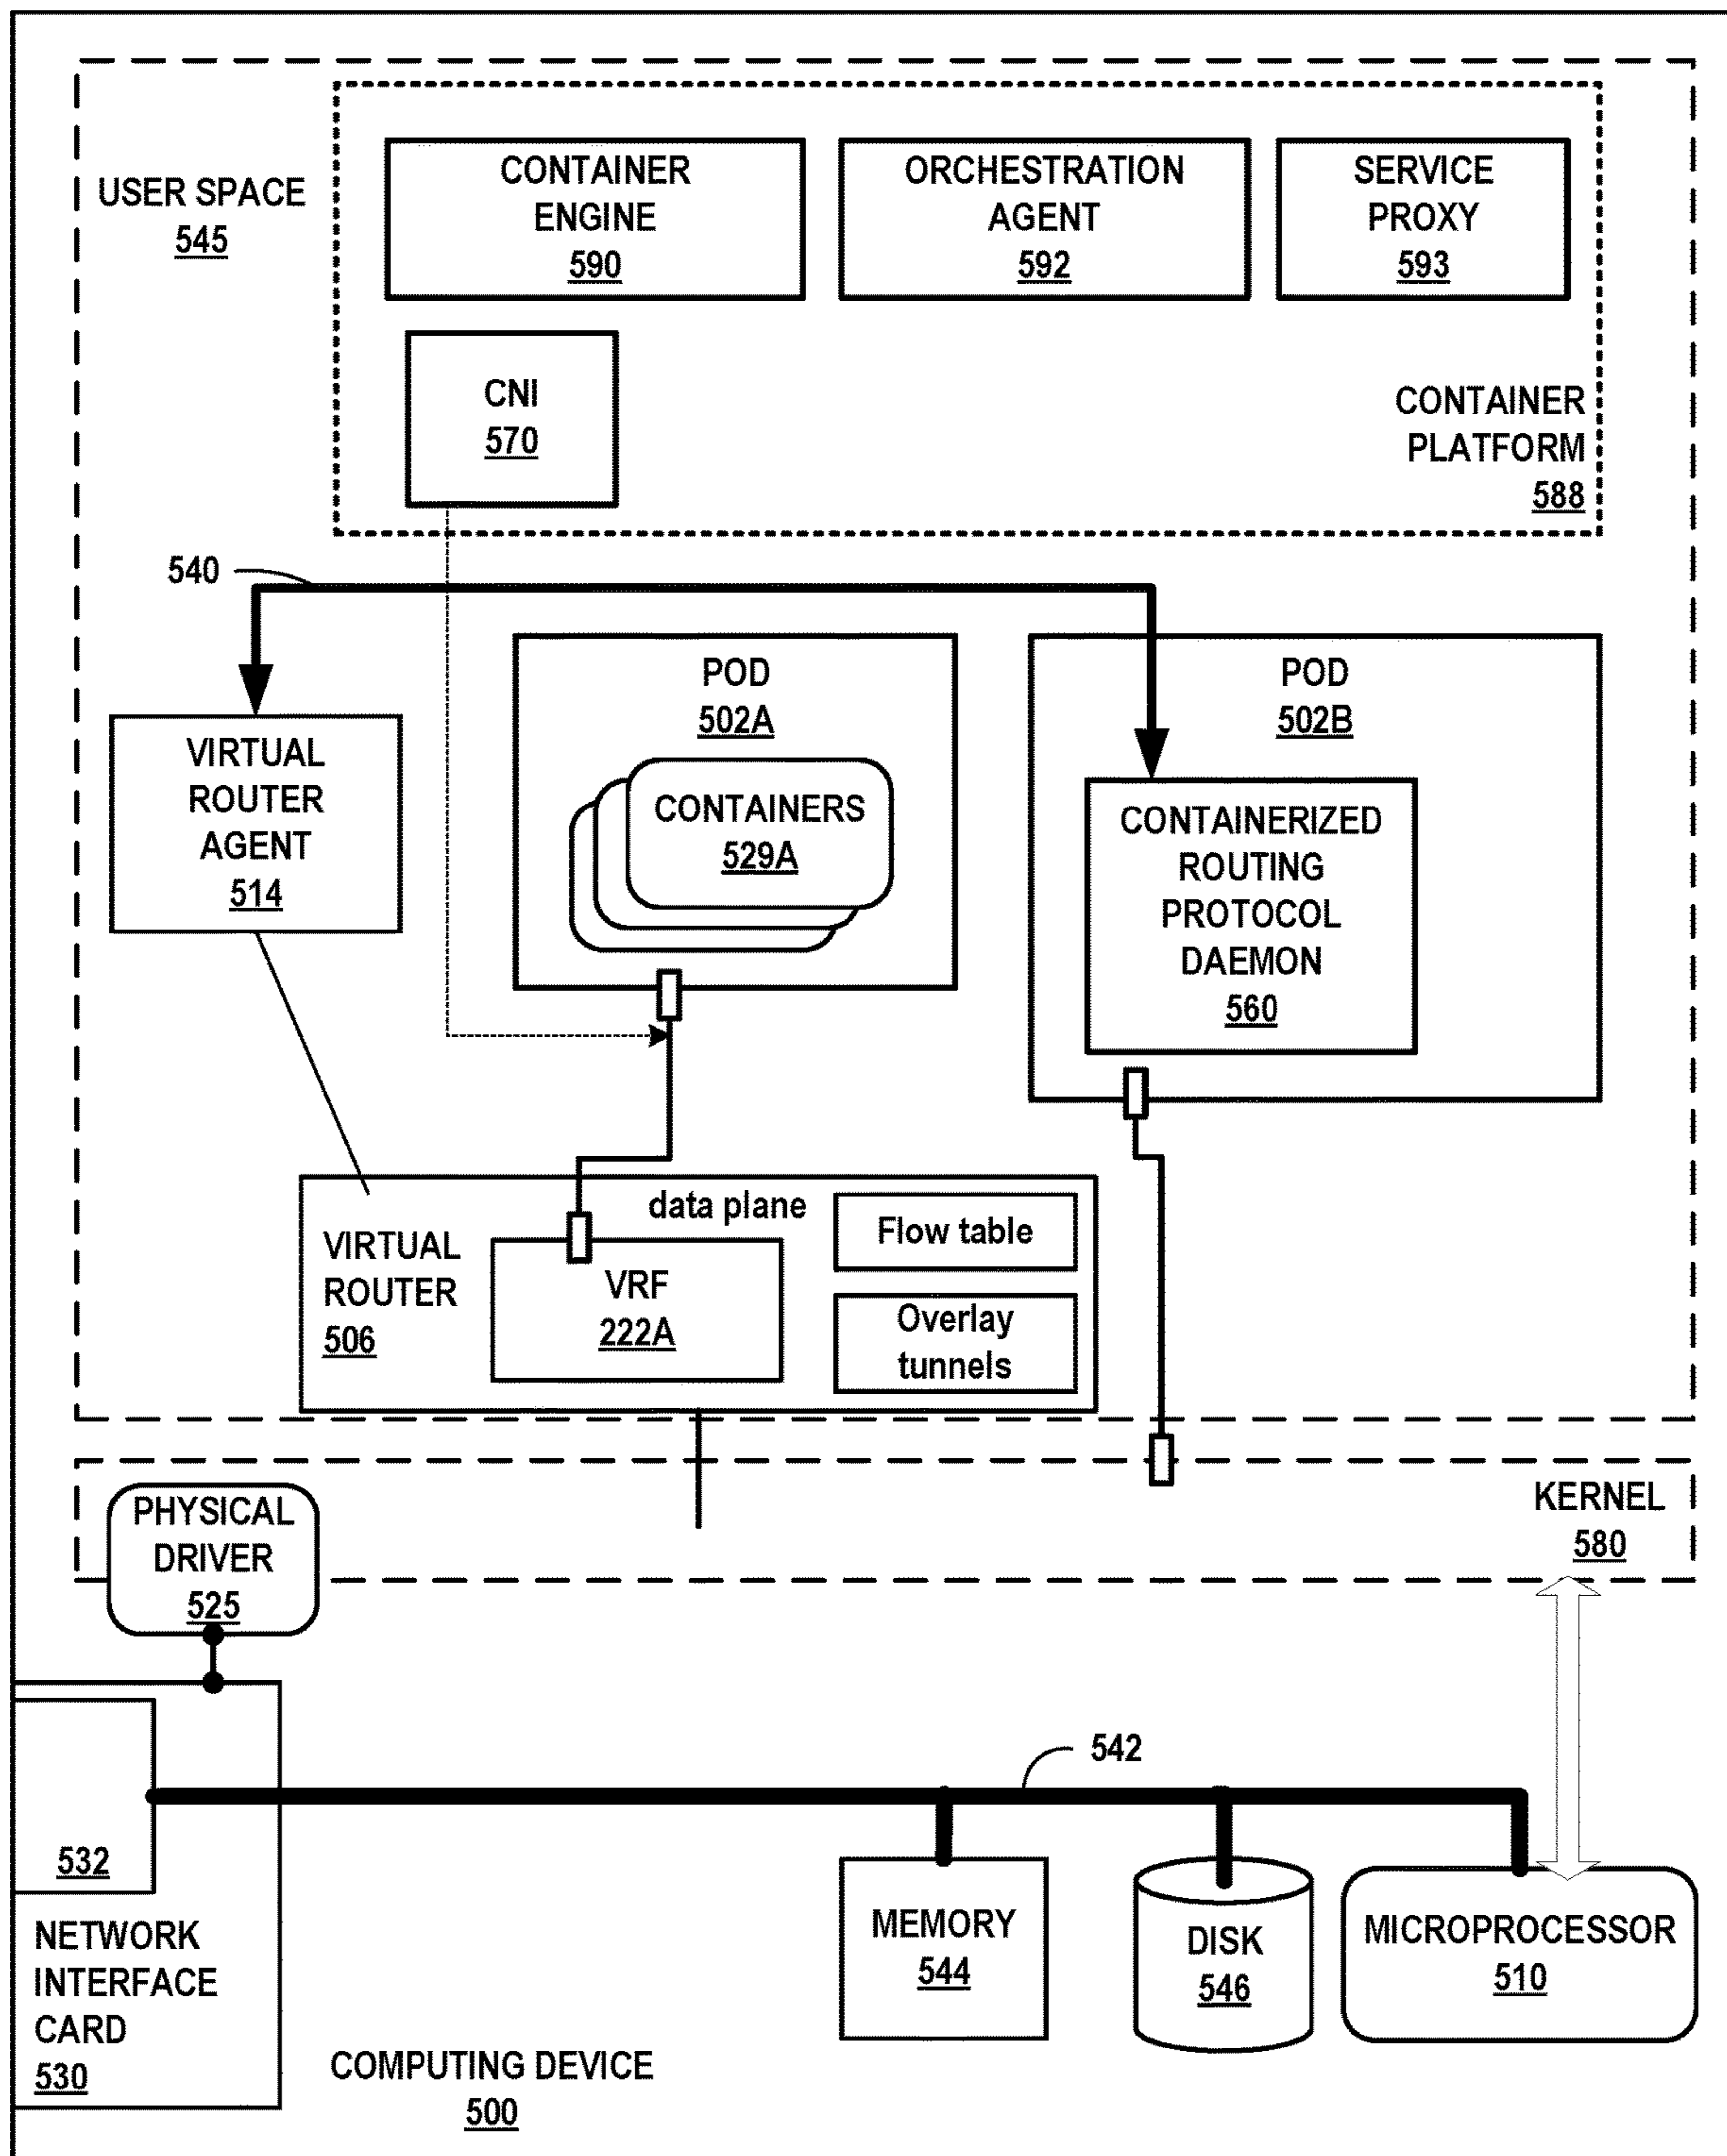 USER SPACE
545
CONTAINER
ENGINE
590
ORCHESTRATION
AGENT
592
SERVICE
PROXY
593
CNI
570
CONTAINER
PLATFORM
588
540
VIRTUAL
ROUTER
AGENT
514
POD
502A
CONTAINERS
529A
POD
502B
CONTAINERIZED
ROUTING
PROTOCOL
DAEMON
560
VIRTUAL
ROUTER
506
data plane
VRF
222A
Flow table
Overlay
tunnels
PHYSICAL
DRIVER
525
KERNEL
580
542
532
NETWORK
INTERFACE
CARD
530
MEMORY
544
DISK
546
MICROPROCESSOR
510
COMPUTING DEVICE
500